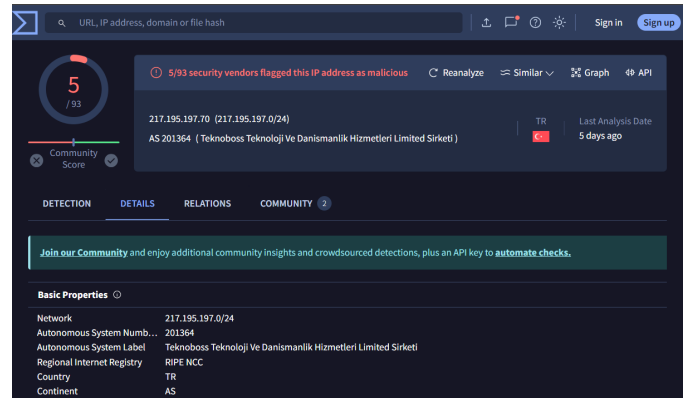 URL, IP address, domain or file hash
Sign in
Sign up
5
/ 93
Community
Score
5/93 security vendors flagged this IP address as malicious
Reanalyze
Similar
Graph
API
217.195.197.70 (217.195.197.0/24)
AS 201364 ( Teknoboss Teknoloji Ve Danismanlik Hizmetleri Limited Sirketi )
TR
Last Analysis Date
5 days ago
DETECTION
DETAILS
RELATIONS
COMMUNITY 2
Join our Community and enjoy additional community insights and crowdsourced detections, plus an API key to automate checks.
Basic Properties
Network 217.195.197.0/24
Autonomous System Numb... 201364
Autonomous System Label Teknoboss Teknoloji Ve Danismanlik Hizmetleri Limited Sirketi
Regional Internet Registry RIPE NCC
Country TR
Continent AS